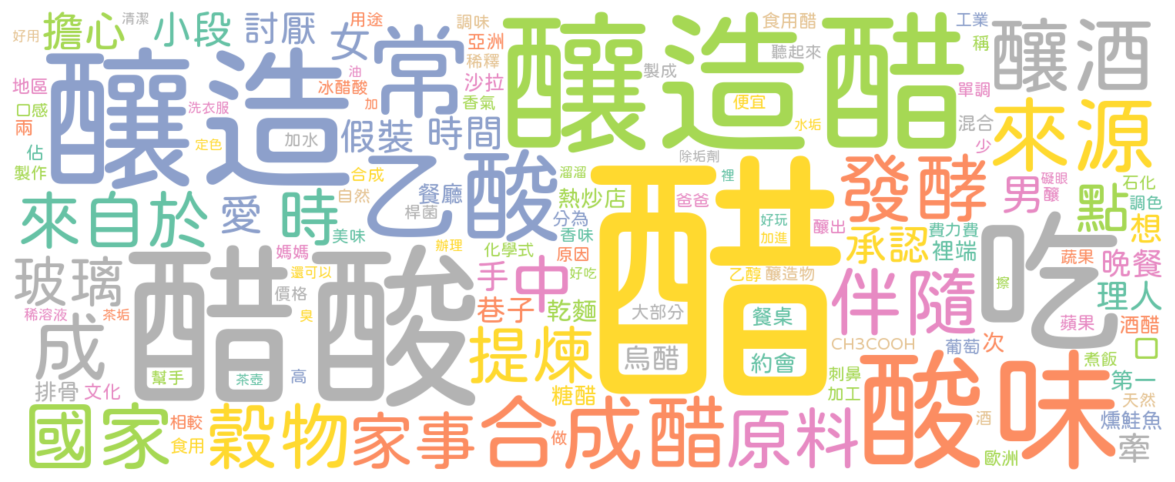 好用 清潔 用途 調味 食用醋 工業
擔心 小段 討厭 女 常 亞洲 稀釋 釀造醋 聽起來 稱 釀酒
地區 釀造 油 冰醋酸 沙拉 製成 單調
口感 洗衣服 加 香氣 便宜
兩 定色 加水 假裝 時間 水垢 混合 來源
佔 少
製作 合成 乙酸 溜溜 除垢劑 發酵 石化
自然 餐廳 熱炒店 醋 裡 爸爸 男 礙眼 釀 點 調色
來自於 愛 時 桿菌 分為 好玩 釀出 費力費 想
美味 香味 加進 承認 裡端 吃
媽媽 辦理 化學式 原因 蔬果 晚餐
玻璃 還可以 醋酸 手中 好吃 乙醇 釀造物 伴隨 擦 理人
稀溶液 茶垢 價格 臭 巷子 乾麵 大部分 餐桌 蘋果 酒醋
成 提煉 烏醋 CH3COOH 葡萄 次 口
排骨 文化 幫手 茶壺 高 糖醋 約會 刺鼻 煮飯 第一
加工 酸味 天然
國家 相較 穀物 家事 合成醋 原料 酒 燻鮭魚
食用 做 歐洲 牽